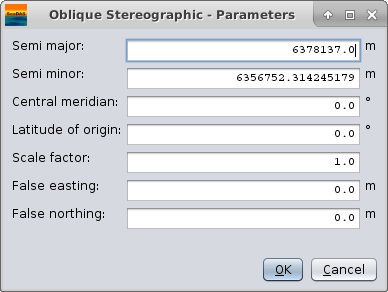 Oblique Stereographic - Parameters
Semi major: 6378137.0 m
Semi minor: 6356752.314245179 m
Central meridian: 0.0 °
Latitude of origin: 0.0 °
Scale factor: 1.0
False easting: 0.0 m
False northing: 0.0 m
OK Cancel